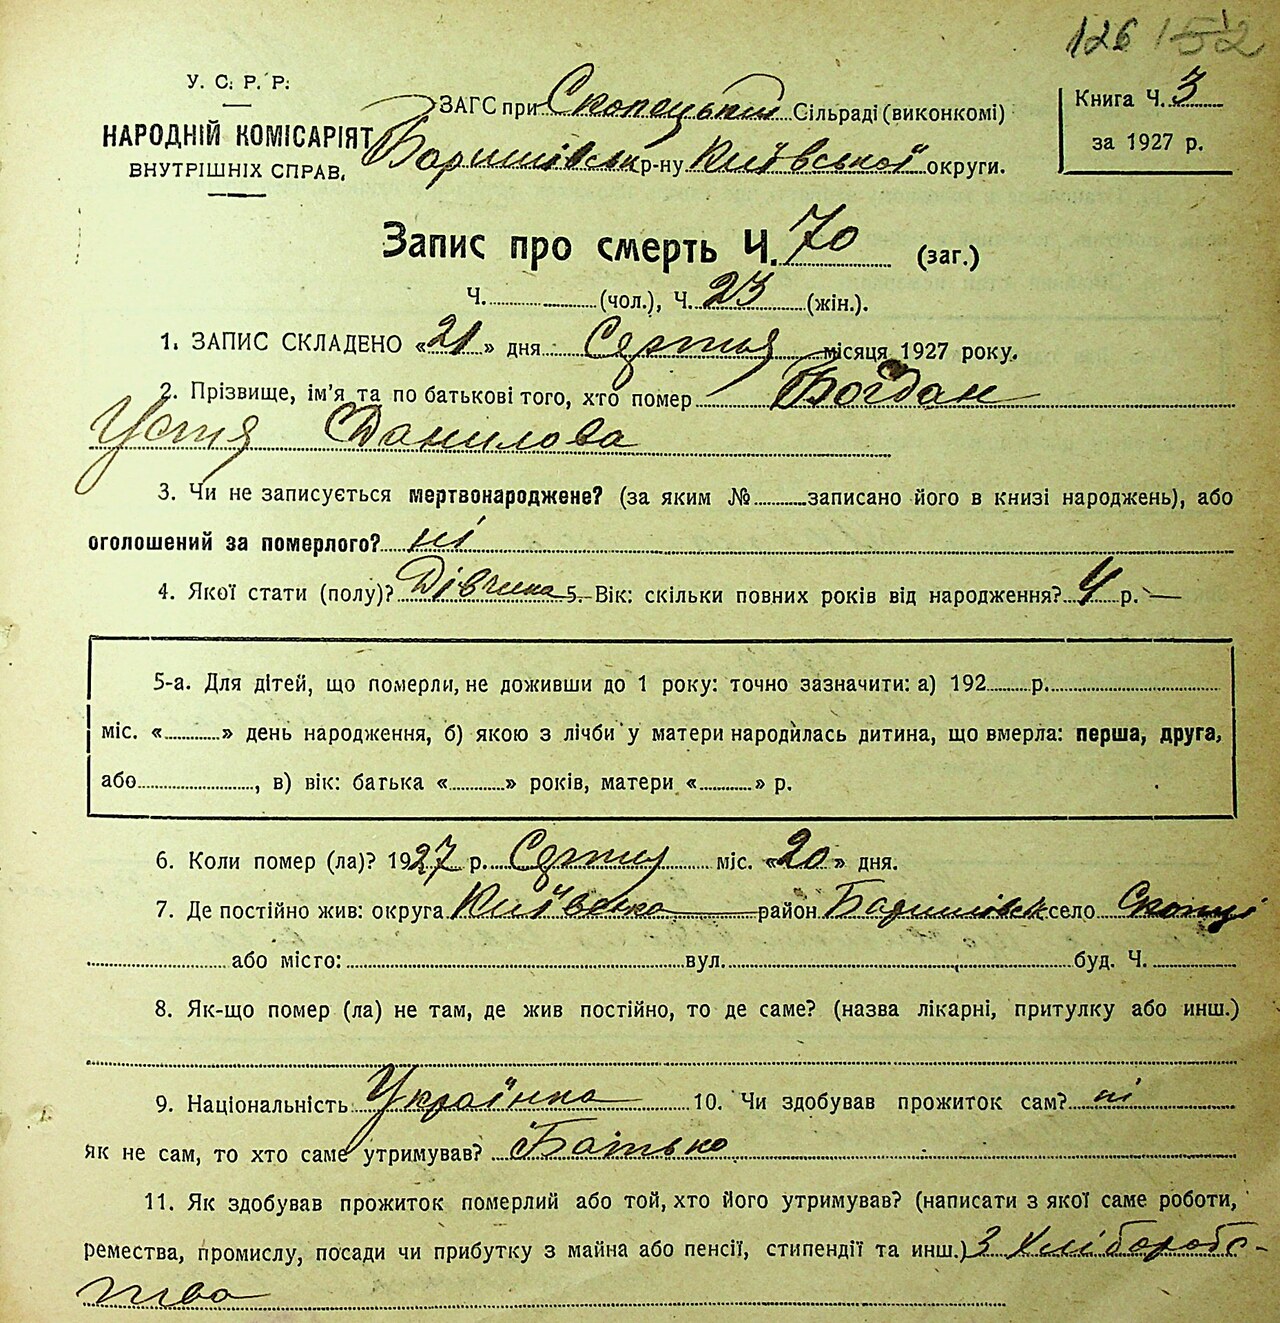 126 152
У. С. Р. Р.
НАРОДНІЙ КОМІСАРІЯТ
ВНУТРІШНІХ СПРАВ.
ЗАГС при Скопецький Сільраді (виконкомі)
Баришівськ р-ну Київської округи.
Книга Ч. 3
за 1927 р.
Запис про смерть Ч. 70 (заг.)
Ч. (чол.), Ч. 23 (жін.).
1. ЗАПИС СКЛАДЕНО «21» дня Серпня місяця 1927 року.
2. Прізвище, ім'я та по батькові того, хто помер Богдан
Устя Данилова
3. Чи не записується мертвонароджене? (за яким № записано його в книзі народжень), або
оголошений за померлого? ні
4. Якої стати (полу)? Дівчина 5. Вік: скільки повних років від народження? 4 р. —
5-а. Для дітей, що померли, не доживши до 1 року: точно зазначити: а) 192 р.
міс. « » день народження, б) якою з лічби у матери народилась дитина, що вмерла: перша, друга,
або , в) вік: батька « » років, матери « » р.
6. Коли помер (ла)? 1927 р. Серпня міс. «20» дня.
7. Де постійно жив: округа Київська район Баришівськ село Скопці
або місто: вул. буд. Ч.
8. Як-що помер (ла) не там, де жив постійно, то де саме? (назва лікарні, притулку або инш.)
9. Національність Українка 10. Чи здобував прожиток сам? ні
Як не сам, то хто саме утримував? Батько
11. Як здобував прожиток померлий або той, хто його утримував? (написати з якої саме роботи,
ремества, промислу, посади чи прибутку з майна або пенсії, стипендії та инш.) З Хліборобс-
тва